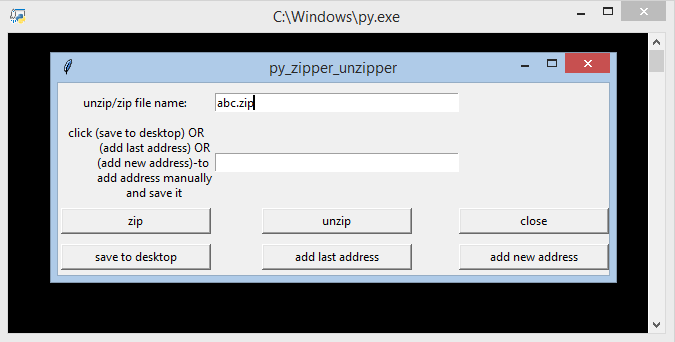 C:\Windows\py.exe
py_zipper_unzipper
unzip/zip file name:
abc.zip
click (save to desktop) OR
(add last address) OR
(add new address)-to
add address manually
and save it
zip
unzip
close
save to desktop
add last address
add new address